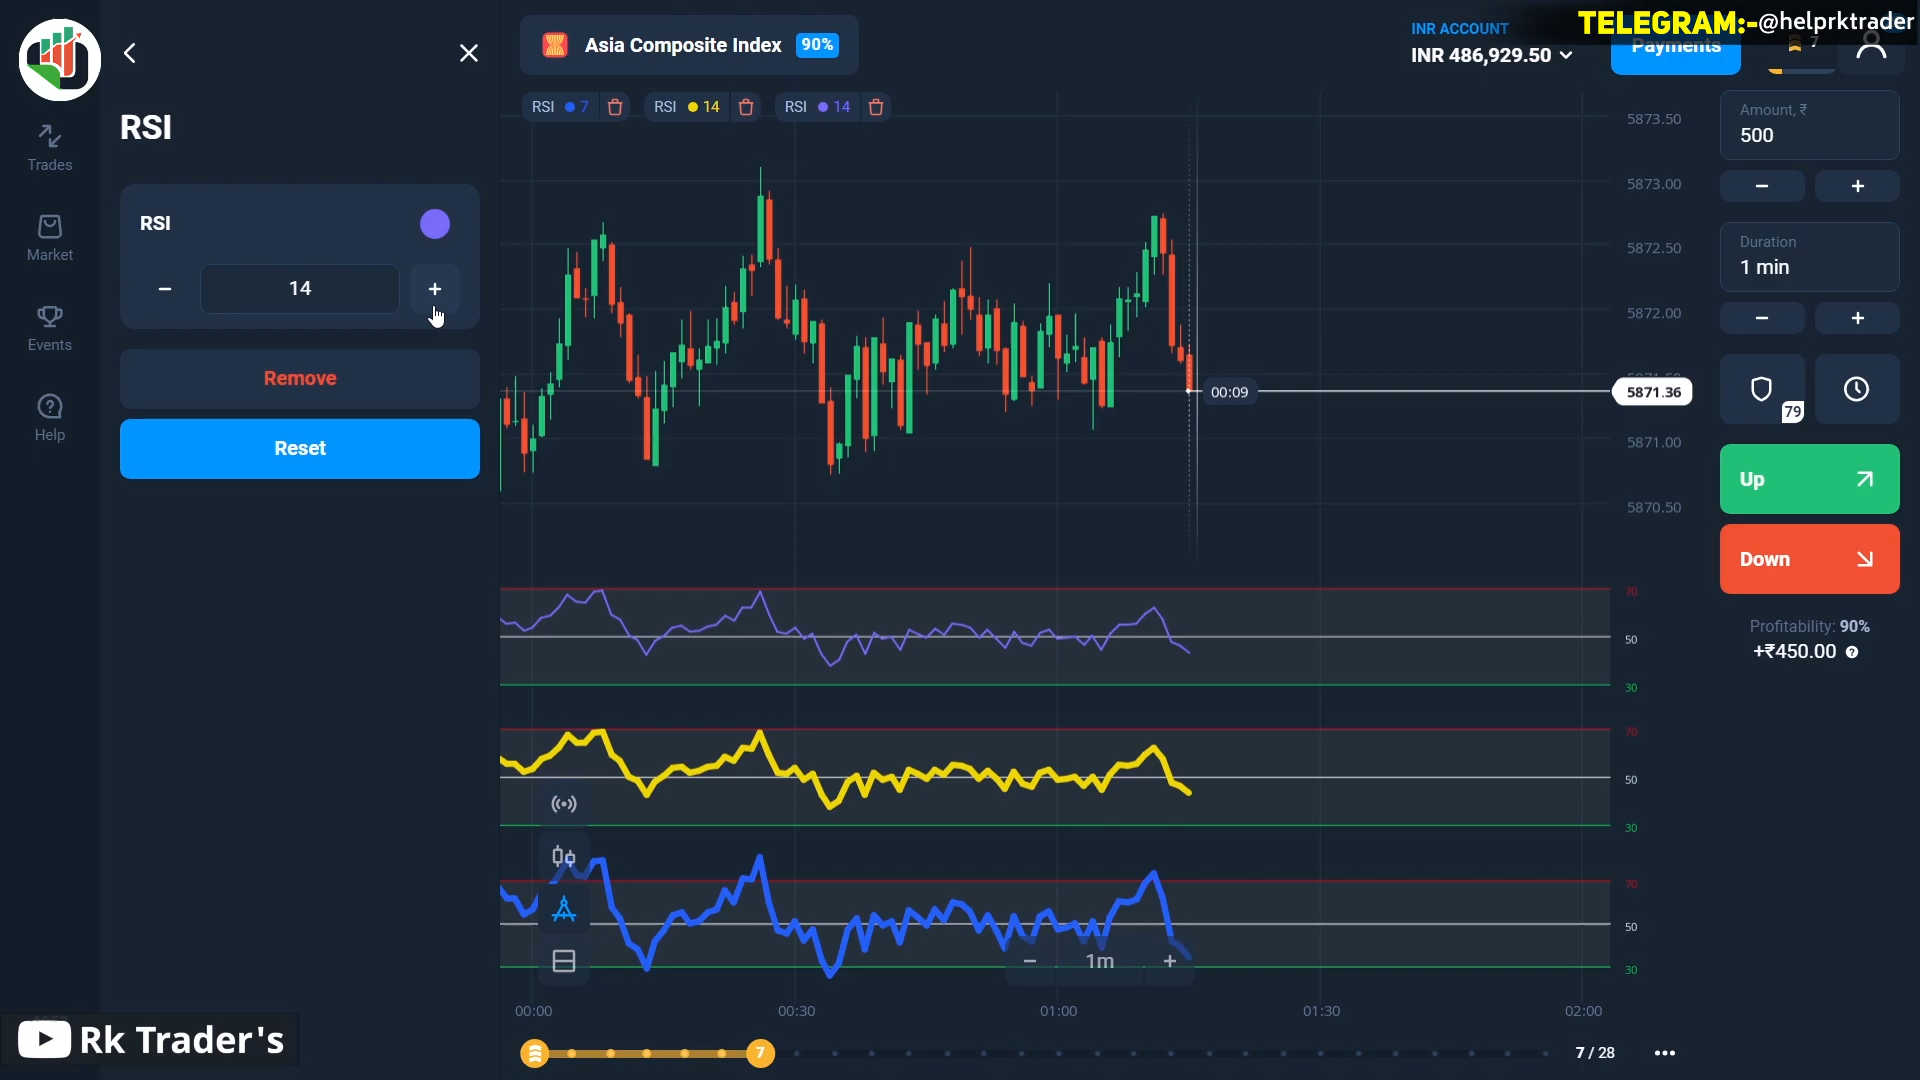 TELEGRAM:-@helprktrader
Asia Composite Index 90%
INR ACCOUNT
INR 486,929.50
Payments
7
RSI 7
RSI 14
RSI 14
RSI
RSI
14
Remove
Reset
Trades
Market
Events
Help
5873.50
5873.00
5872.50
5872.00
5871.36
5871.00
5870.50
00:09
Amount, ₹
500
Duration
1 min
79
Up
Down
Profitability: 90%
+₹450.00
70
50
30
70
50
30
70
50
30
1m
00:00
00:30
01:00
01:30
02:00
7
7 / 28
Rk Trader's